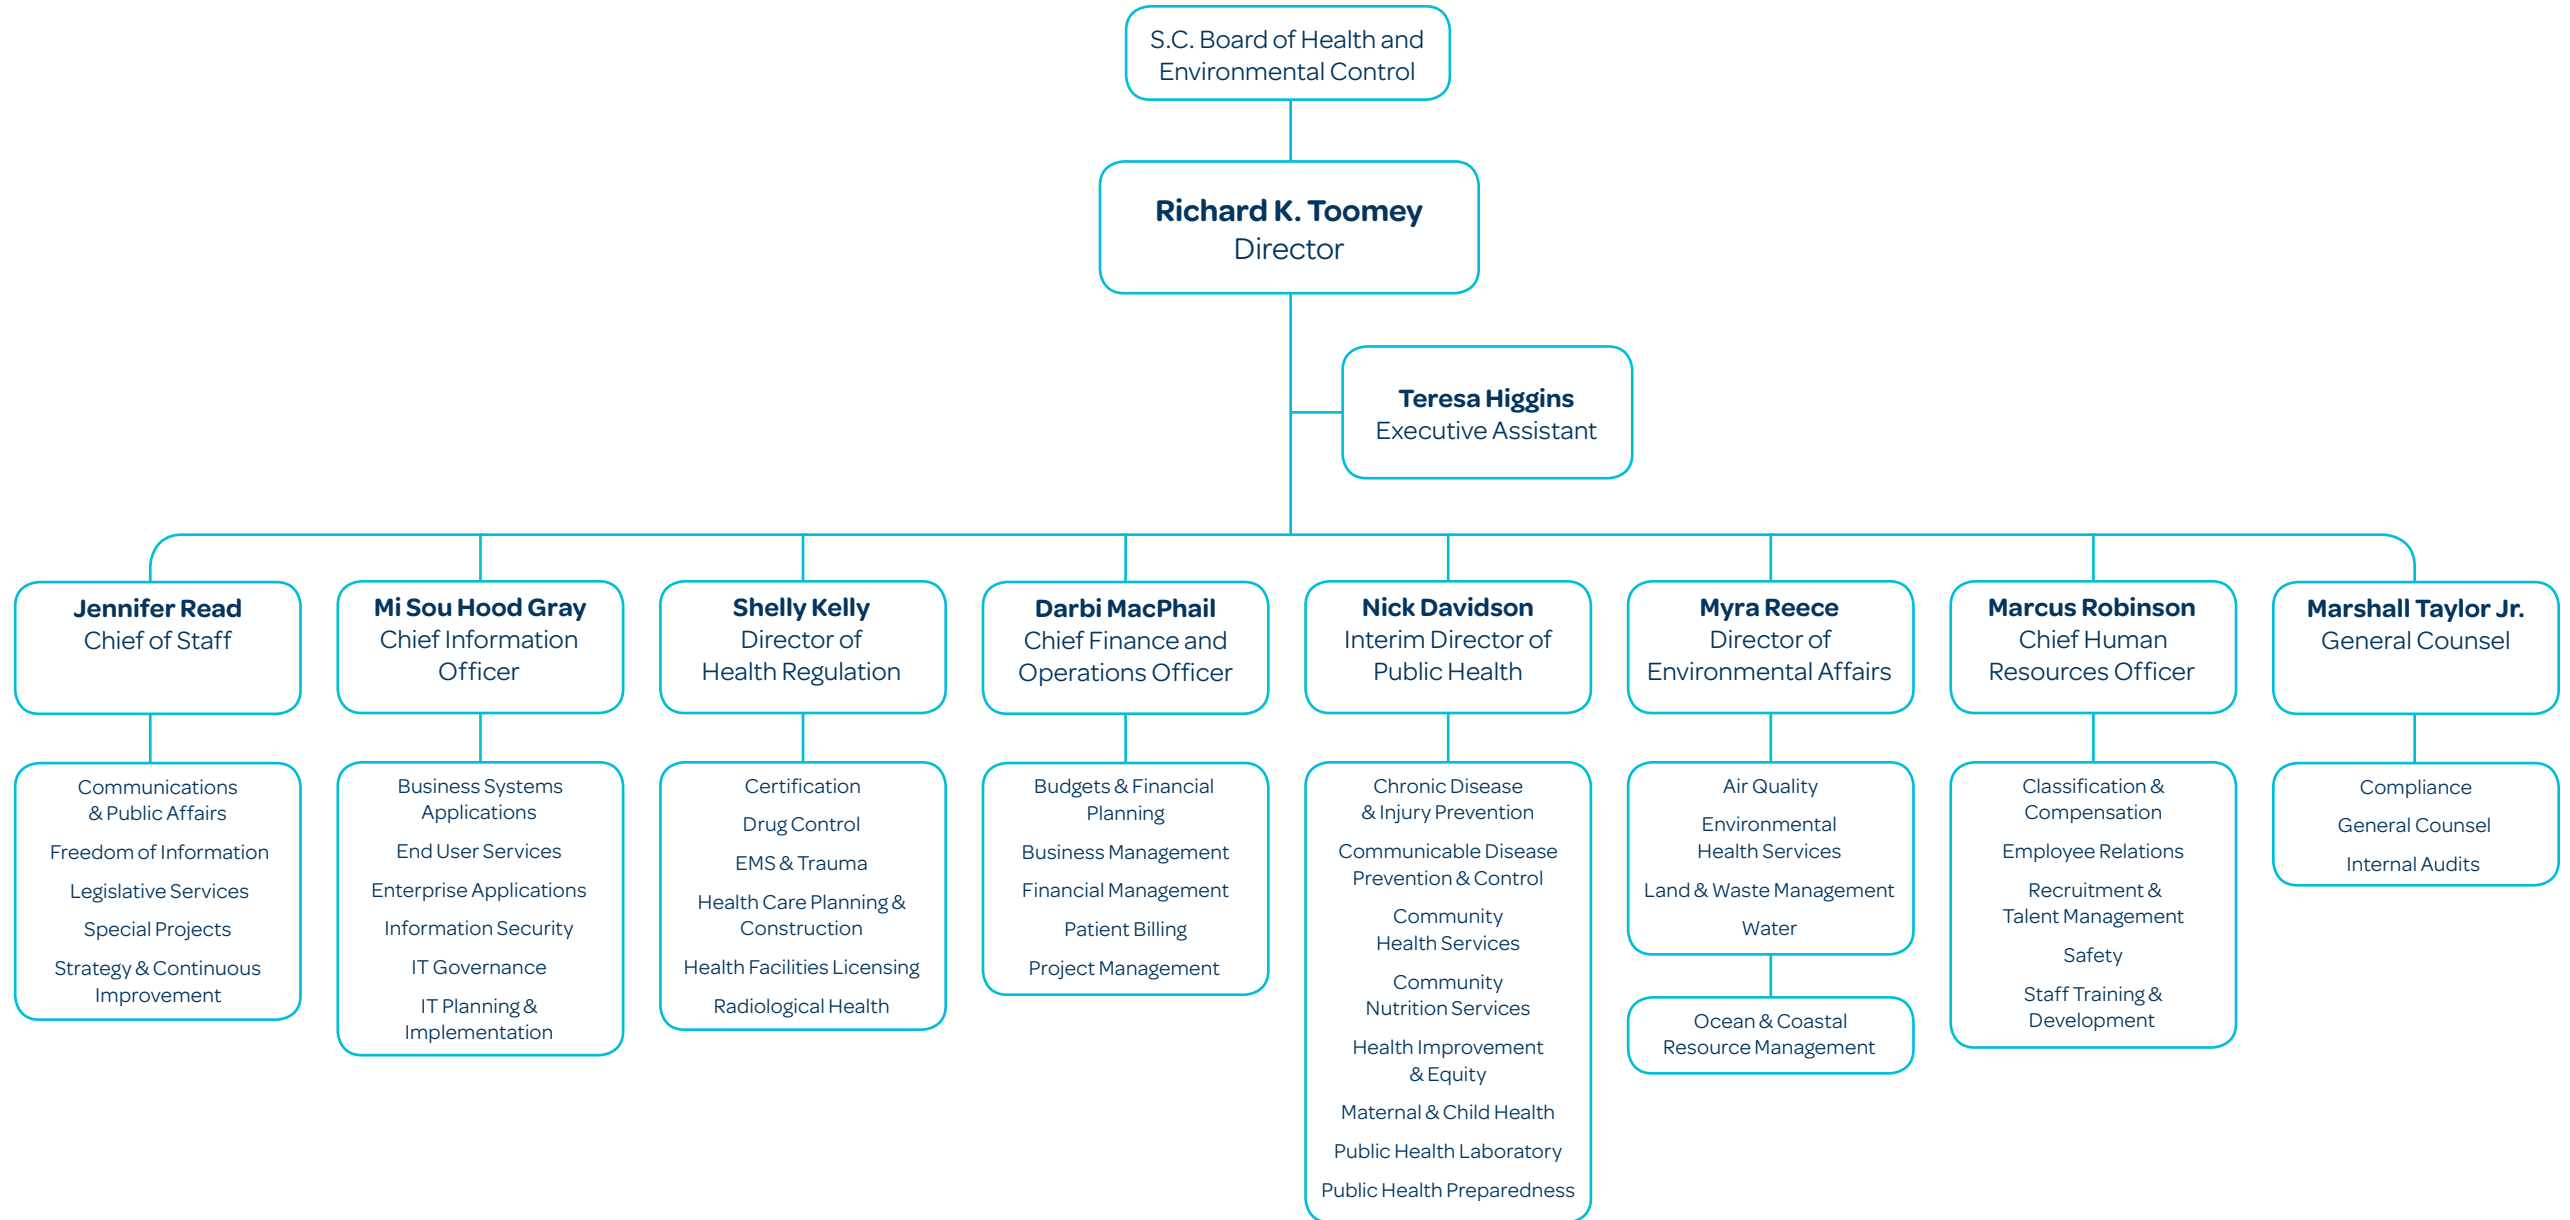 S.C. Board of Health and
Environmental Control
Richard K. Toomey
Director
Teresa Higgins
Executive Assistant
Jennifer Read
Chief of Staff
Communications
& Public Affairs
Freedom of Information
Legislative Services
Special Projects
Strategy & Continuous
Improvement
Mi Sou Hood Gray
Chief Information
Officer
Business Systems
Applications
End User Services
Enterprise Applications
Information Security
IT Governance
IT Planning &
Implementation
Shelly Kelly
Director of
Health Regulation
Certification
Drug Control
EMS & Trauma
Health Care Planning &
Construction
Health Facilities Licensing
Radiological Health
Darbi MacPhail
Chief Finance and
Operations Officer
Budgets & Financial
Planning
Business Management
Financial Management
Patient Billing
Project Management
Nick Davidson
Interim Director of
Public Health
Chronic Disease
& Injury Prevention
Communicable Disease
Prevention & Control
Community
Health Services
Community
Nutrition Services
Health Improvement
& Equity
Maternal & Child Health
Public Health Laboratory
Public Health Preparedness
Myra Reece
Director of
Environmental Affairs
Air Quality
Environmental
Health Services
Land & Waste Management
Water
Ocean & Coastal
Resource Management
Marcus Robinson
Chief Human
Resources Officer
Classification &
Compensation
Employee Relations
Recruitment &
Talent Management
Safety
Staff Training &
Development
Marshall Taylor Jr.
General Counsel
Compliance
General Counsel
Internal Audits